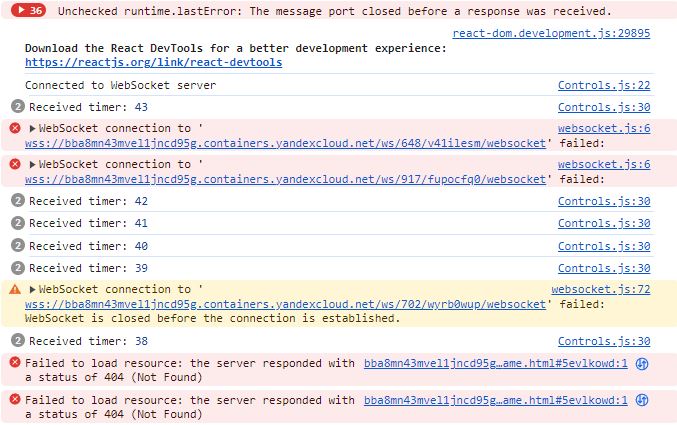 36 Unchecked runtime.lastError: The message port closed before a response was received.
react-dom.development.js:29895
Download the React DevTools for a better development experience:
https://reactjs.org/link/react-devtools
Connected to WebSocket server Controls.js:22
2 Received timer: 43 Controls.js:30
WebSocket connection to ' websocket.js:6
wss://bba8mn43mvel1jncd95g.containers.yandexcloud.net/ws/648/v41ilesm/websocket' failed:
WebSocket connection to ' websocket.js:6
wss://bba8mn43mvel1jncd95g.containers.yandexcloud.net/ws/917/fupocfq0/websocket' failed:
2 Received timer: 42 Controls.js:30
2 Received timer: 41 Controls.js:30
2 Received timer: 40 Controls.js:30
2 Received timer: 39 Controls.js:30
WebSocket connection to ' websocket.js:72
wss://bba8mn43mvel1jncd95g.containers.yandexcloud.net/ws/702/wyrb0wup/websocket' failed:
WebSocket is closed before the connection is established.
2 Received timer: 38 Controls.js:30
Failed to load resource: the server responded with bba8mn43mvel1jncd95g…ame.html#5evlkowd:1
a status of 404 (Not Found)
Failed to load resource: the server responded with bba8mn43mvel1jncd95g…ame.html#5evlkowd:1
a status of 404 (Not Found)